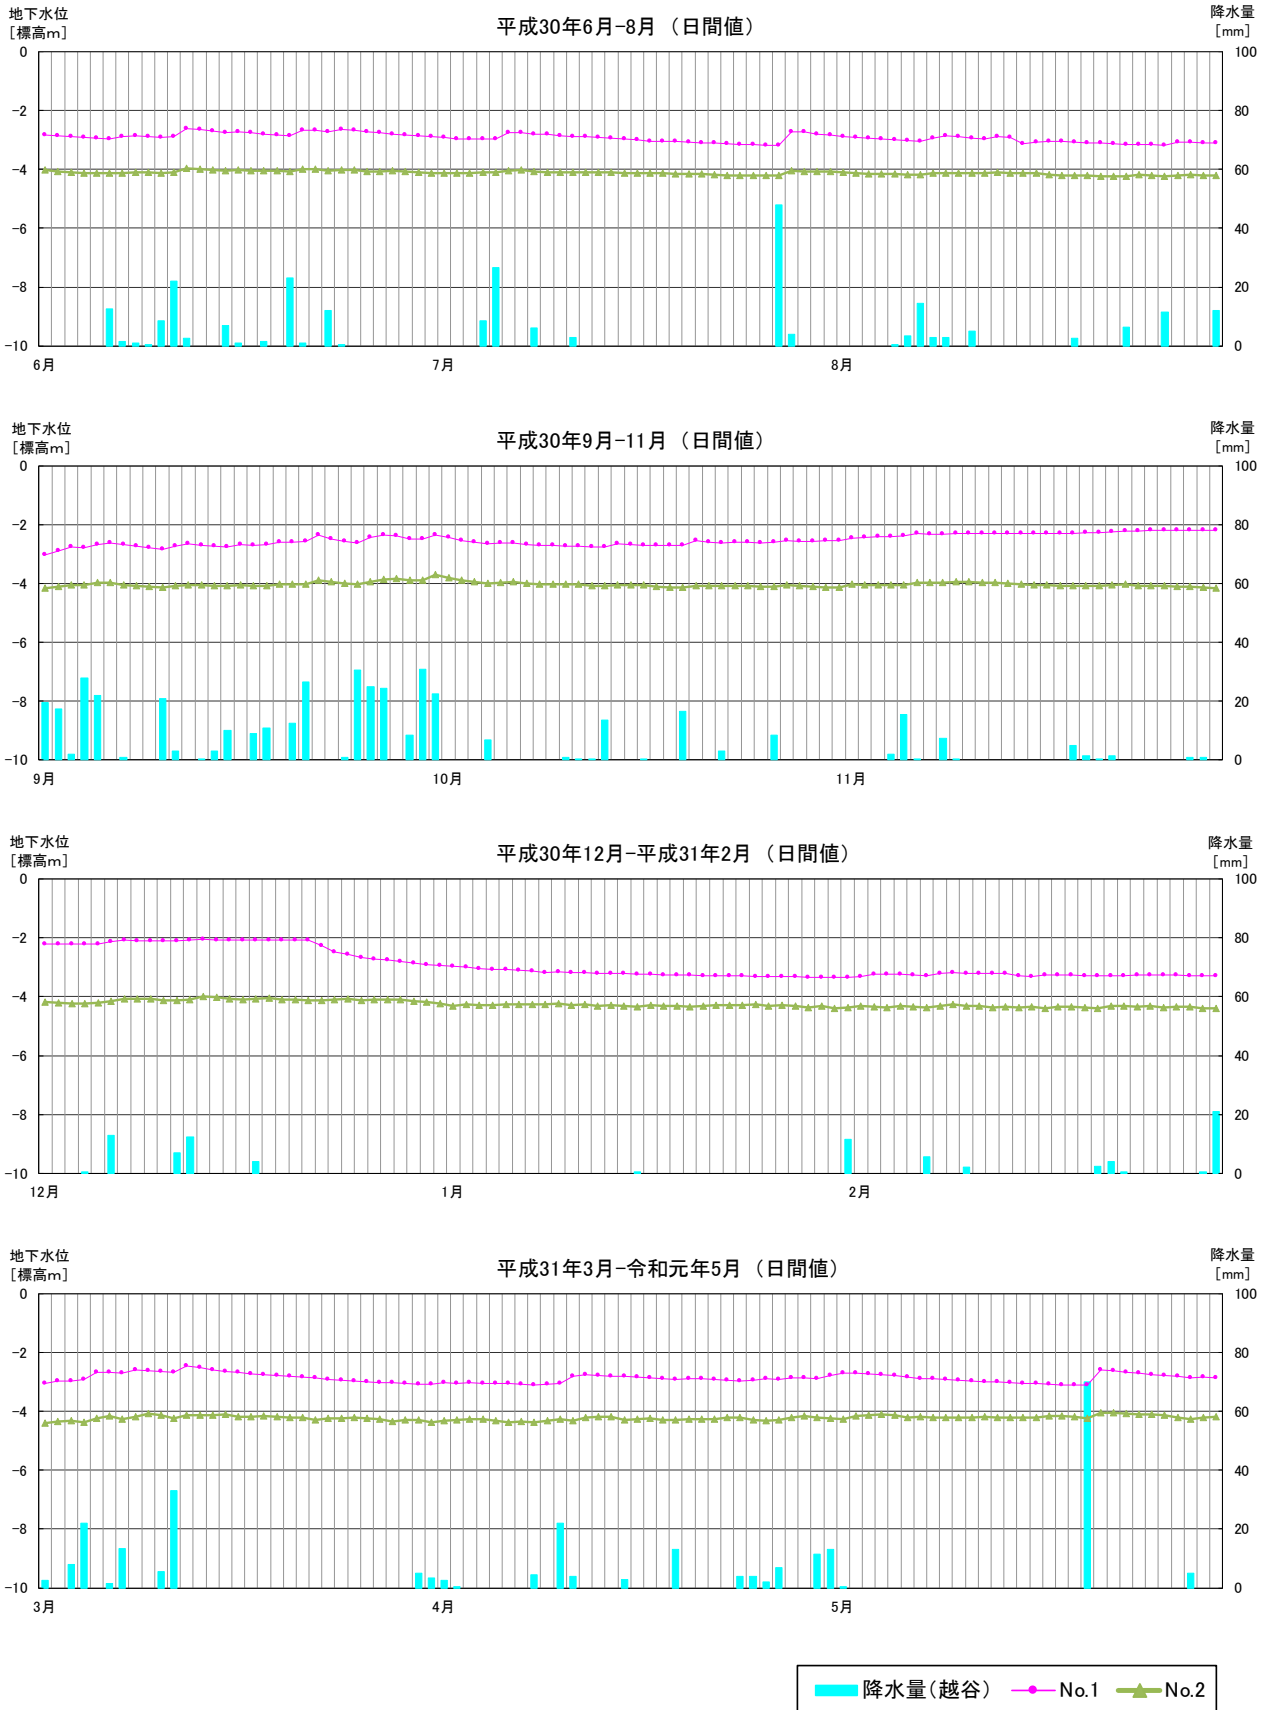 地下水位
[標高m]
平成30年6月-8月 （日間値）
降水量
[mm]
0
-2
-4
-6
-8
-10
100
80
60
40
20
0
6月
7月
8月
地下水位
[標高m]
平成30年9月-11月 （日間値）
降水量
[mm]
0
-2
-4
-6
-8
-10
100
80
60
40
20
0
9月
10月
11月
地下水位
[標高m]
平成30年12月-平成31年2月 （日間値）
降水量
[mm]
0
-2
-4
-6
-8
-10
100
80
60
40
20
0
12月
1月
2月
地下水位
[標高m]
平成31年3月-令和元年5月 （日間値）
降水量
[mm]
0
-2
-4
-6
-8
-10
100
80
60
40
20
0
3月
4月
5月
降水量(越谷) No.1 No.2